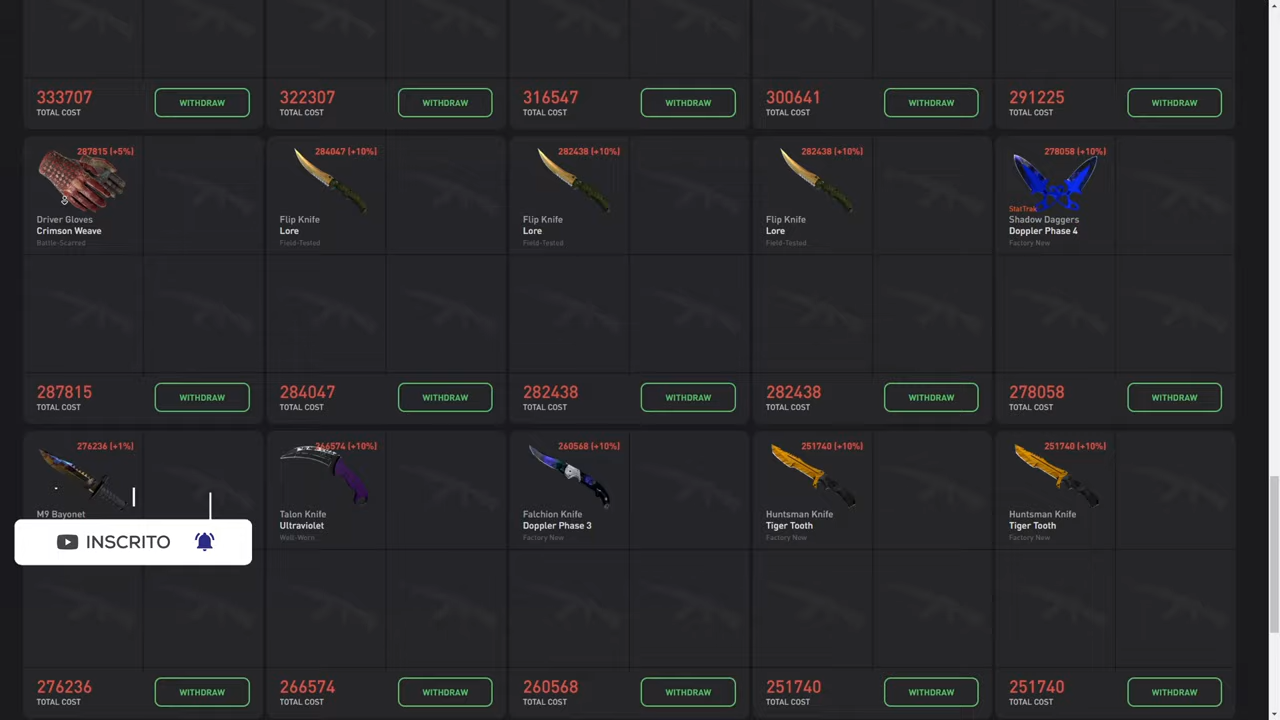 333707
TOTAL COST
WITHDRAW
322307
TOTAL COST
WITHDRAW
316547
TOTAL COST
WITHDRAW
300641
TOTAL COST
WITHDRAW
291225
TOTAL COST
WITHDRAW
287815 (+5%)
Driver Gloves
Crimson Weave
Battle-Scarred
287815
TOTAL COST
WITHDRAW
284047 (+10%)
Flip Knife
Lore
Field-Tested
284047
TOTAL COST
WITHDRAW
282438 (+10%)
Flip Knife
Lore
Field-Tested
282438
TOTAL COST
WITHDRAW
282438 (+10%)
Flip Knife
Lore
Field-Tested
282438
TOTAL COST
WITHDRAW
278058 (+10%)
StatTrak
Shadow Daggers
Doppler Phase 4
Factory New
278058
TOTAL COST
WITHDRAW
276236 (+1%)
M9 Bayonet
INSCRITO
276236
TOTAL COST
WITHDRAW
266574 (+10%)
Talon Knife
Ultraviolet
Well-Worn
266574
TOTAL COST
WITHDRAW
260568 (+10%)
Falchion Knife
Doppler Phase 3
Factory New
260568
TOTAL COST
WITHDRAW
251740 (+10%)
Huntsman Knife
Tiger Tooth
Factory New
251740
TOTAL COST
WITHDRAW
251740 (+10%)
Huntsman Knife
Tiger Tooth
Factory New
251740
TOTAL COST
WITHDRAW